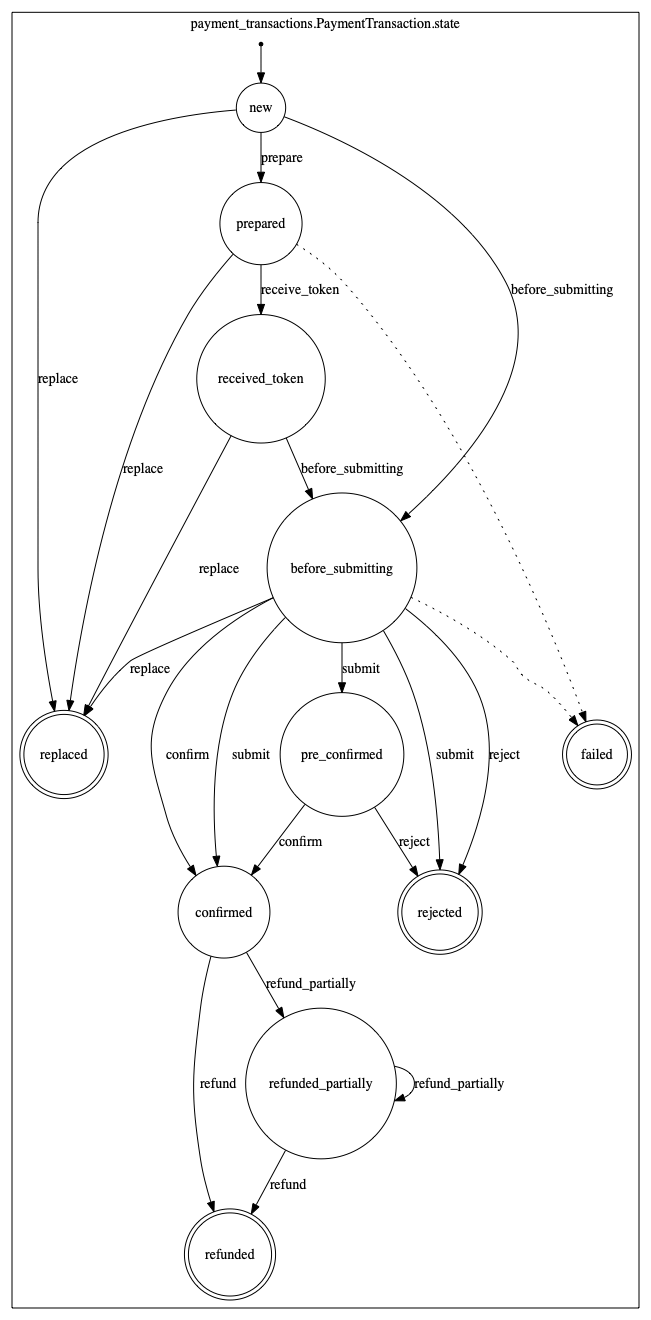 payment_transactions.PaymentTransaction.state
new
prepare
prepared
receive_token
before_submitting
received_token
replace
replace
before_submitting
replace
before_submitting
replace
submit
replaced
confirm
submit
pre_confirmed
submit
reject
failed
confirm
reject
confirmed
rejected
refund_partially
refund
refunded_partially
refund_partially
refund
refunded